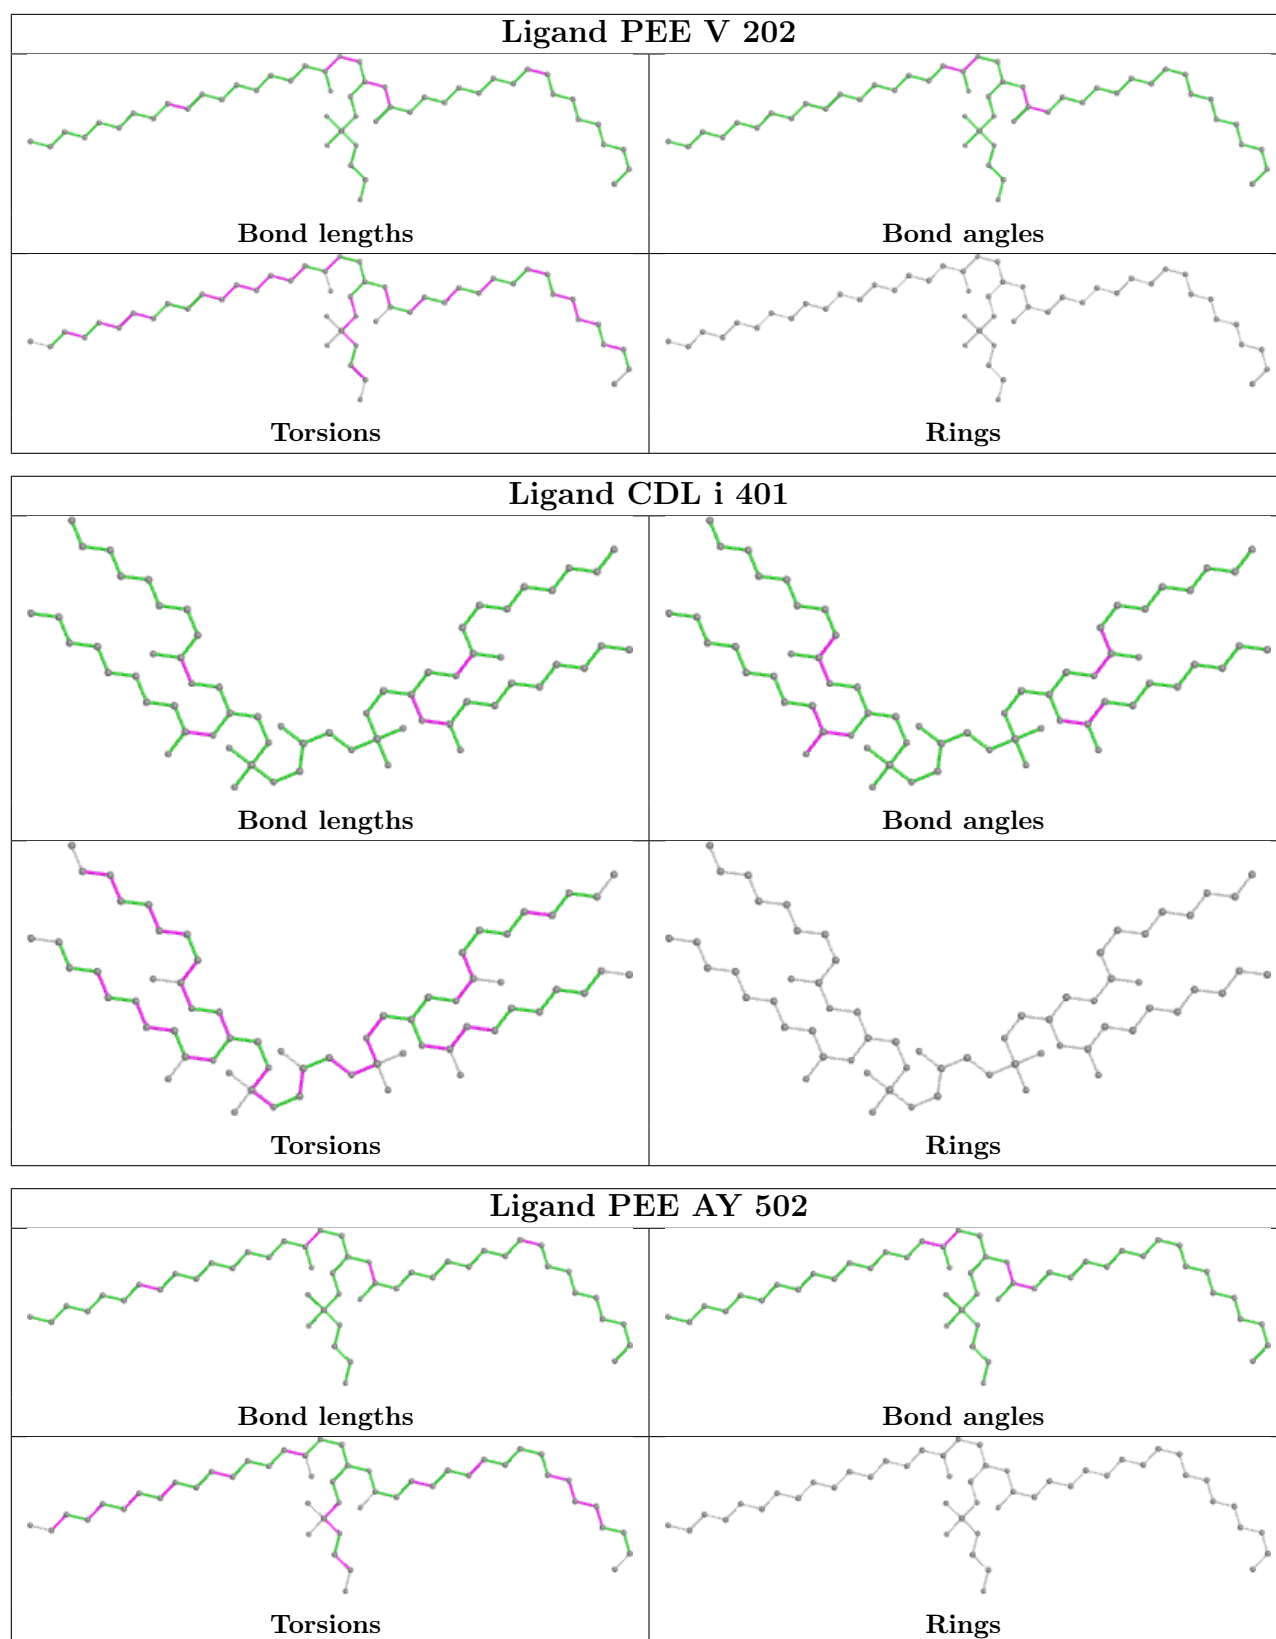 Ligand PEE V 202
Bond lengths
Bond angles
Torsions
Rings
Ligand CDL i 401
Bond lengths
Bond angles
Torsions
Rings
Ligand PEE AY 502
Bond lengths
Bond angles
Torsions
Rings